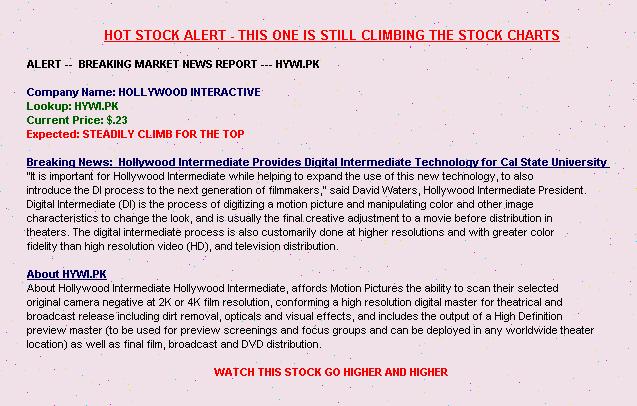 HOT STOCK ALERT - THIS ONE IS STILL CLIMBING THE STOCK CHARTS
ALERT -- BREAKING MARKET NEWS REPORT --- HYWI.PK
Company Name: HOLLYWOOD INTERACTIVE
Lookup: HYWI.PK
Current Price: $.23
Expected: STEADILY CLIMB FOR THE TOP
Breaking News: Hollywood Intermediate Provides Digital Intermediate Technology for Cal State University
"It is important for Hollywood Intermediate while helping to expand the use of this new technology, to also
introduce the DI process to the next generation of filmmakers," said David Waters, Hollywood Intermediate President.
Digital Intermediate (DI) is the process of digitizing a motion picture and manipulating color and other image
characteristics to change the look, and is usually the final creative adjustment to a movie before distribution in
theaters. The digital intermediate process is also customarily done at higher resolutions and with greater color
fidelity than high resolution video (HD), and television distribution.
About HYWI.PK
About Hollywood Intermediate Hollywood Intermediate, affords Motion Pictures the ability to scan their selected
original camera negative at 2K or 4K film resolution, conforming a high resolution digital master for theatrical and
broadcast release including dirt removal, opticals and visual effects, and includes the output of a High Definition
preview master (to be used for preview screenings and focus groups and can be deployed in any worldwide theater
location) as well as final film, broadcast and DVD distribution.
WATCH THIS STOCK GO HIGHER AND HIGHER